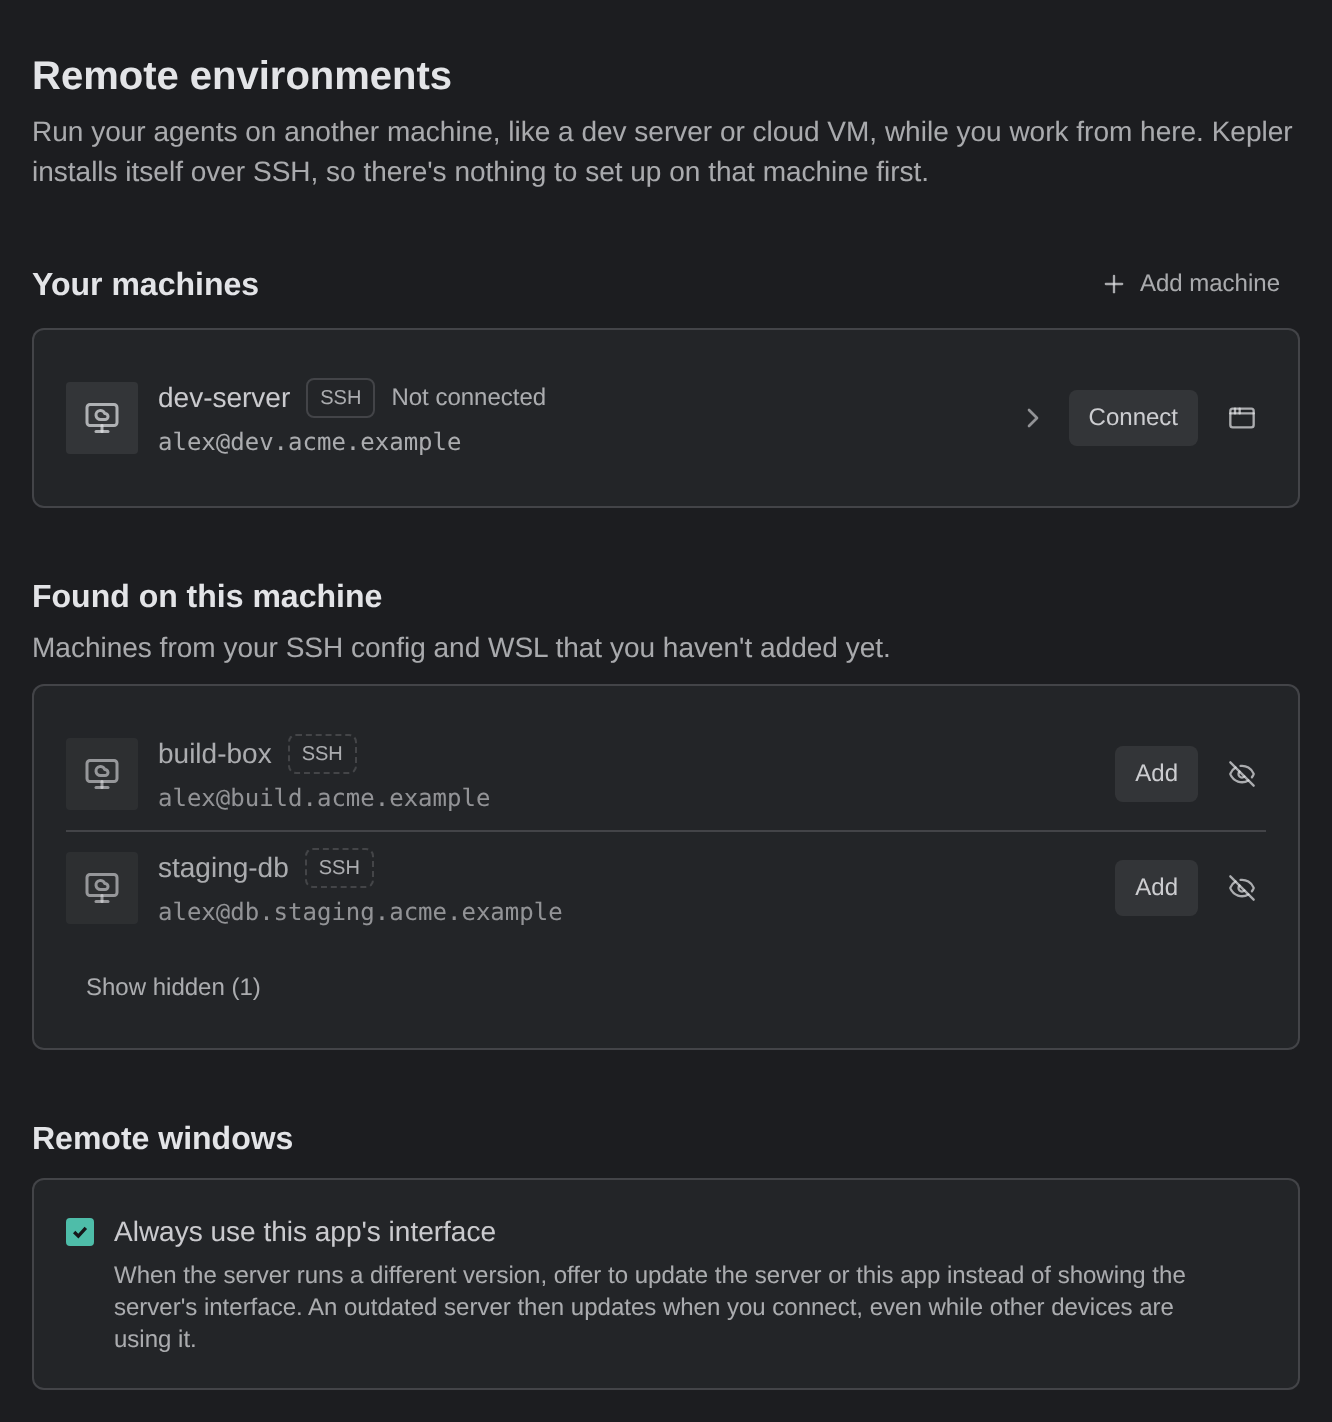 Remote environments
Run your agents on another machine, like a dev server or cloud VM, while you work from here. Kepler
installs itself over SSH, so there's nothing to set up on that machine first.
Your machines
Add machine
dev-server SSH Not connected
alex@dev.acme.example
Connect
Found on this machine
Machines from your SSH config and WSL that you haven't added yet.
build-box SSH
alex@build.acme.example
Add
staging-db SSH
alex@db.staging.acme.example
Add
Show hidden (1)
Remote windows
Always use this app's interface
When the server runs a different version, offer to update the server or this app instead of showing the
server's interface. An outdated server then updates when you connect, even while other devices are
using it.